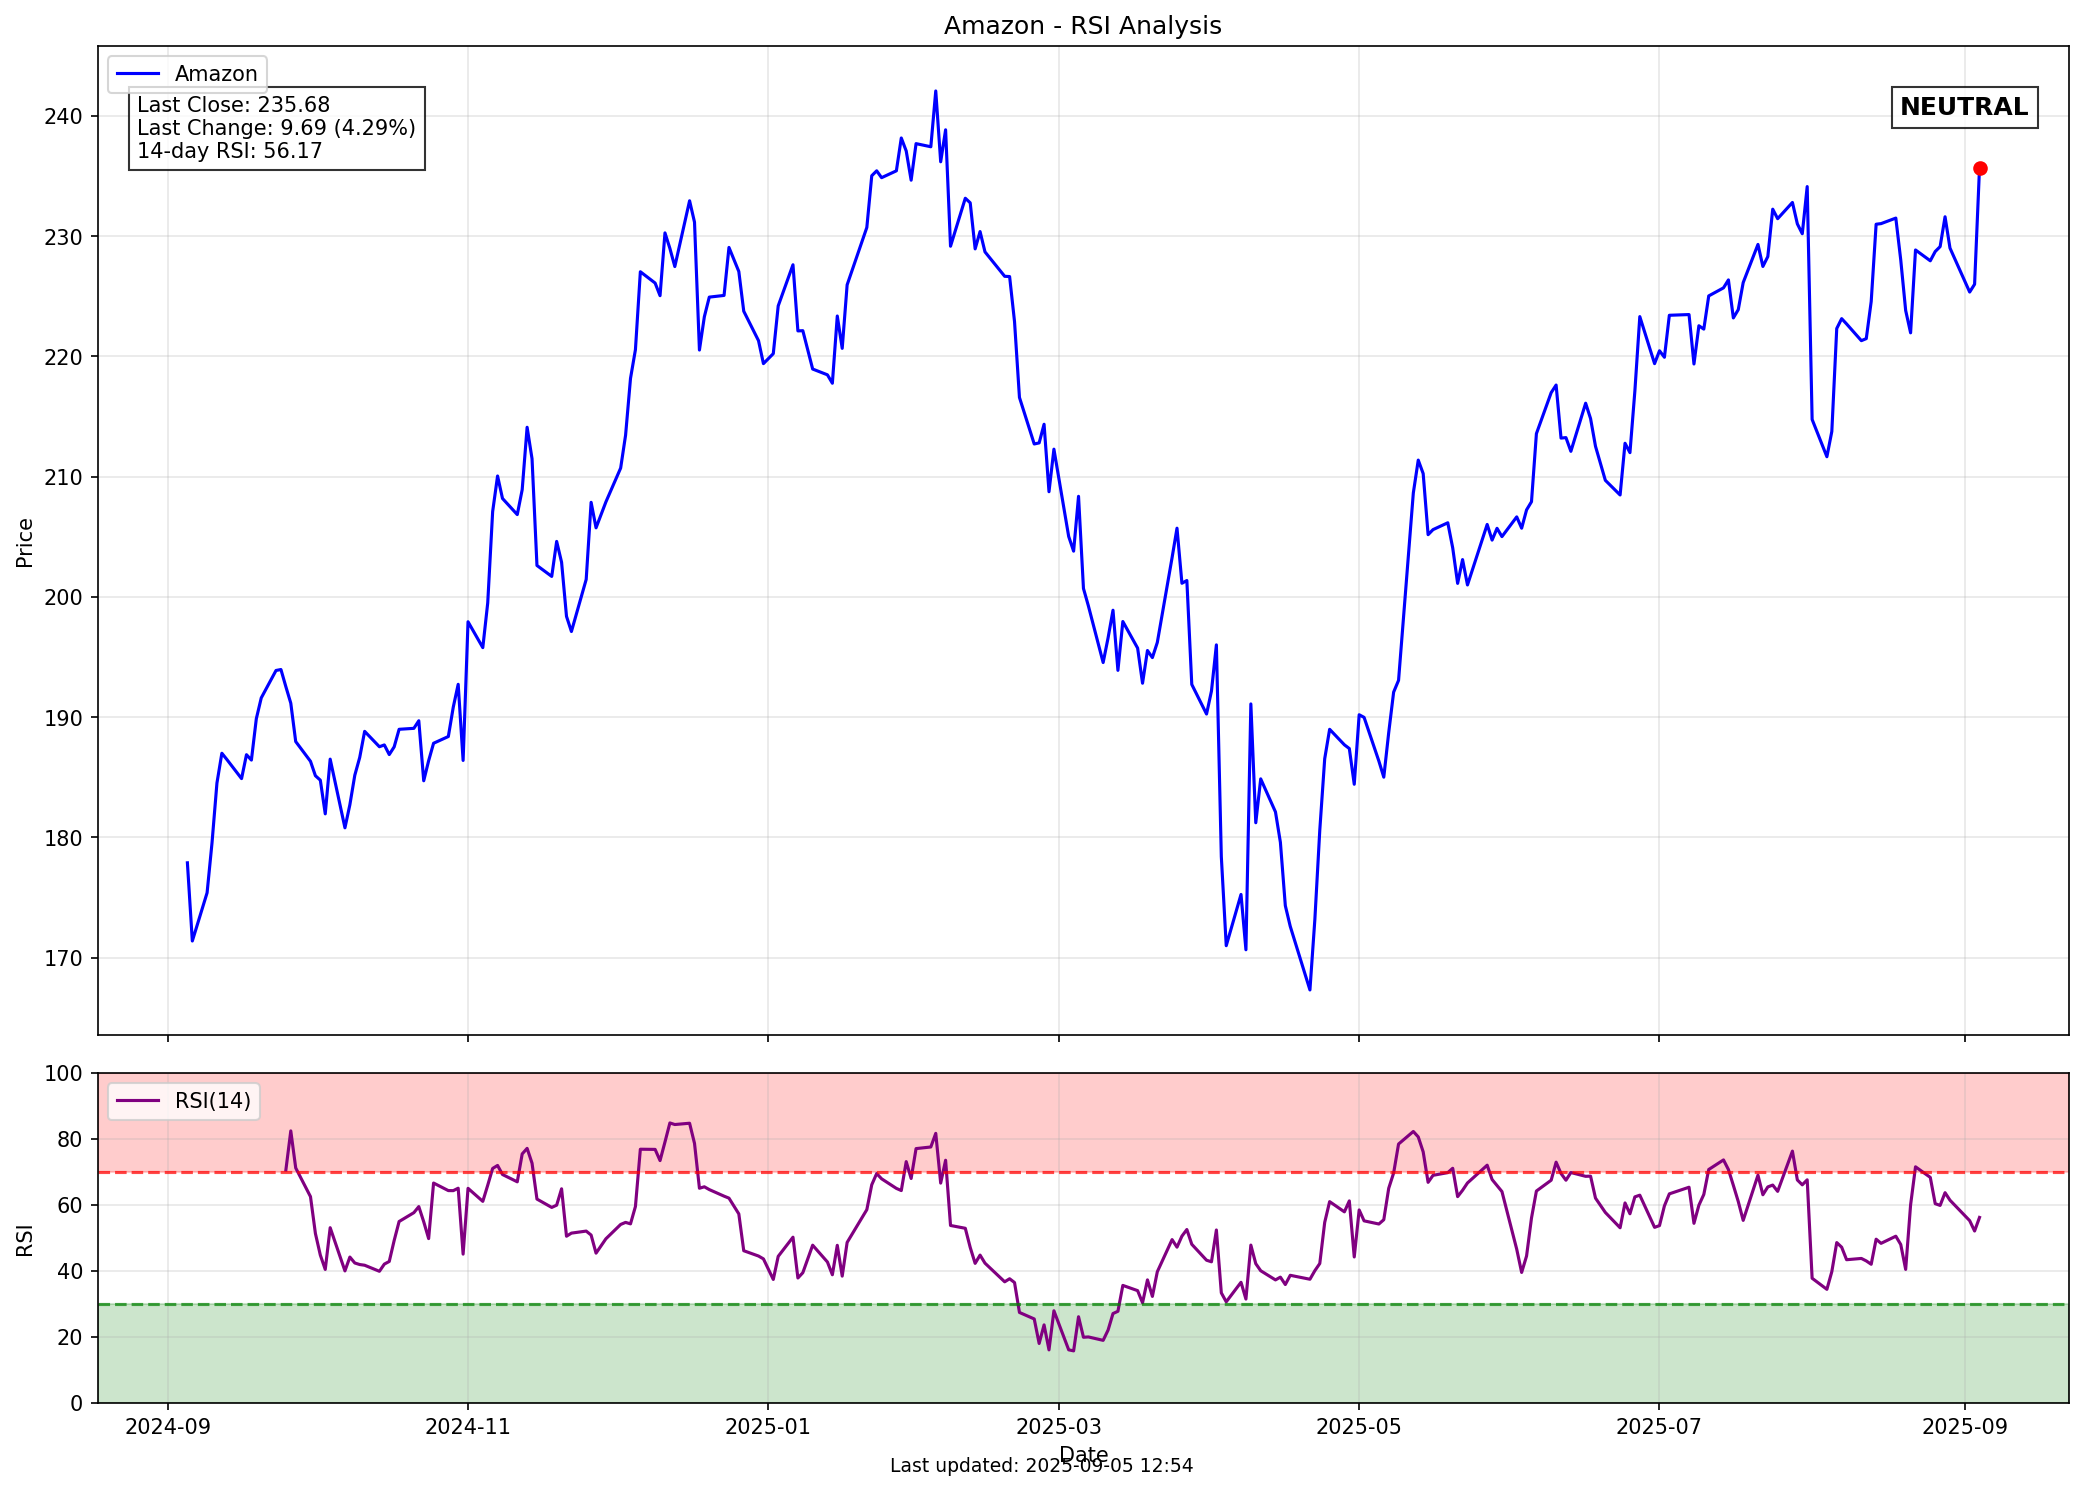 Amazon - RSI Analysis
Amazon
Last Close: 235.68
Last Change: 9.69 (4.29%)
14-day RSI: 56.17
NEUTRAL
240
230
220
210
200
190
180
170
Price
RSI(14)
100
80
60
40
20
0
RSI
2024-09 2024-11 2025-01 2025-03 2025-05 2025-07 2025-09
Date
Last updated: 2025-09-05 12:54